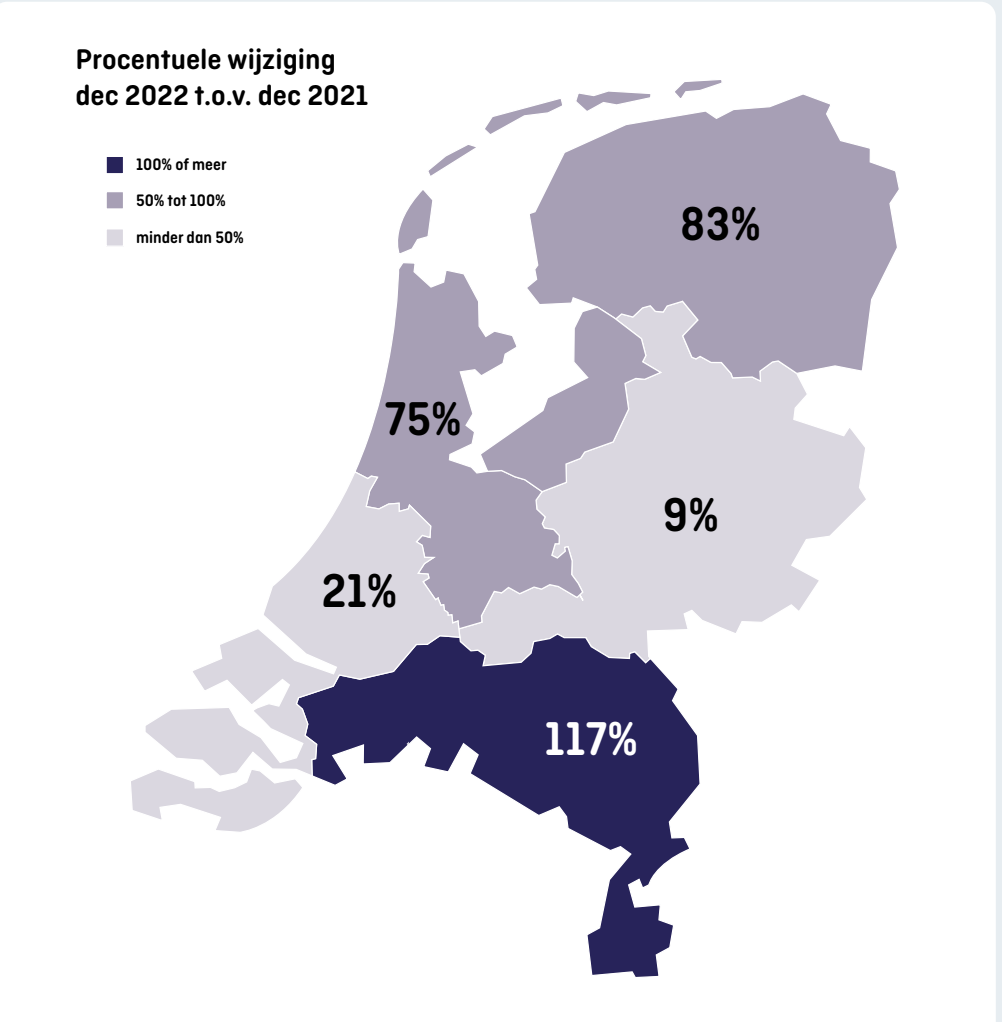 Procentuele wijziging
dec 2022 t.o.v. dec 2021
100% of meer
50% tot 100%
minder dan 50%
83%
75%
9%
21%
117%